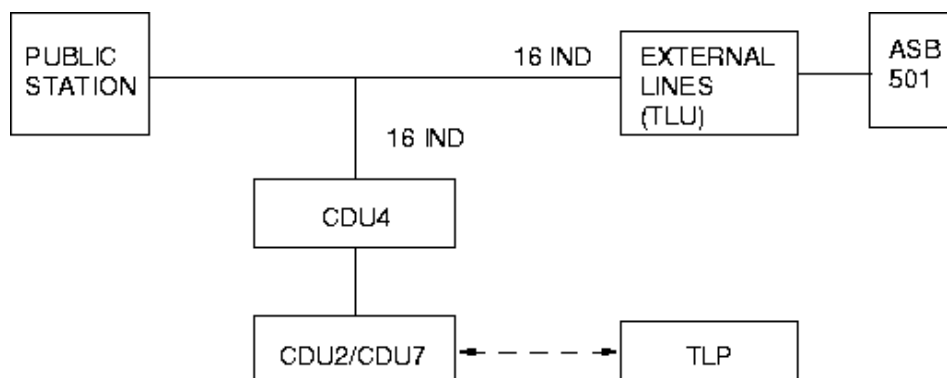 PUBLIC
STATION
16 IND
EXTERNAL
LINES
(TLU)
ASB
501
16 IND
CDU4
CDU2/CDU7
TLP